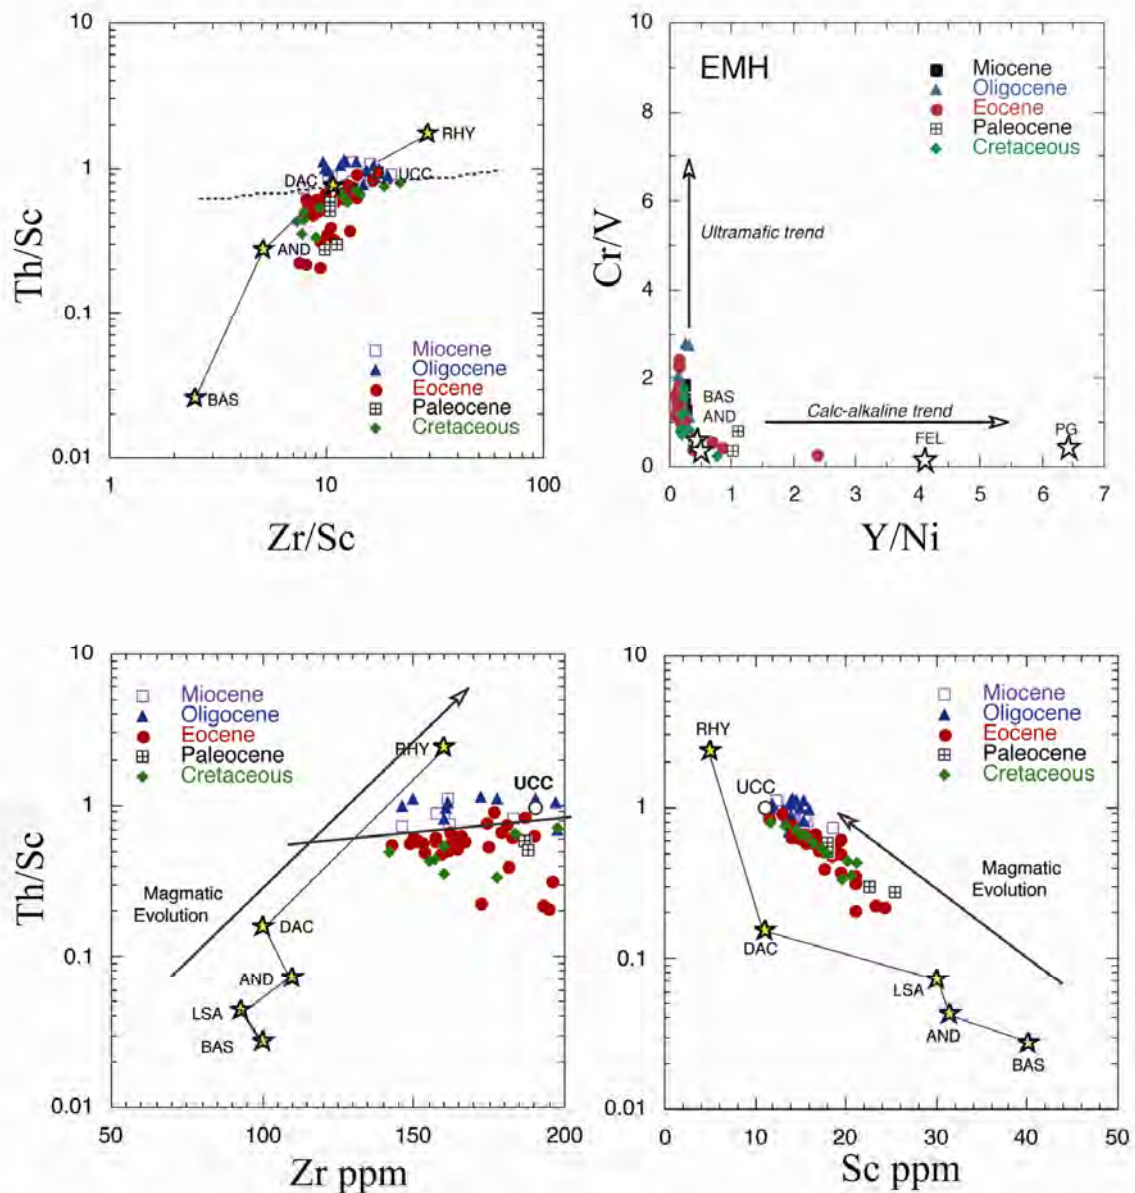 10
1
0.1
0.01
Th/Sc
RHY
DAC
UCC
AND
BAS
Miocene
Oligocene
Eocene
Paleocene
Cretaceous
1
10
100
Zr/Sc
10
8
6
4
2
0
Cr/V
EMH
Miocene
Oligocene
Eocene
Paleocene
Cretaceous
Ultramafic trend
BAS
AND
Calc-alkaline trend
FEL
PG
0
1
2
3
4
5
6
7
Y/Ni
10
1
0.1
0.01
Th/Sc
Miocene
Oligocene
Eocene
Paleocene
Cretaceous
RHY
UCC
Magmatic
Evolution
DAC
AND
LSA
BAS
50
100
150
200
Zr ppm
10
1
0.1
0.01
Miocene
Oligocene
Eocene
Paleocene
Cretaceous
RHY
UCC
Magmatic
Evolution
DAC
LSA
AND
BAS
0
10
20
30
40
50
Sc ppm